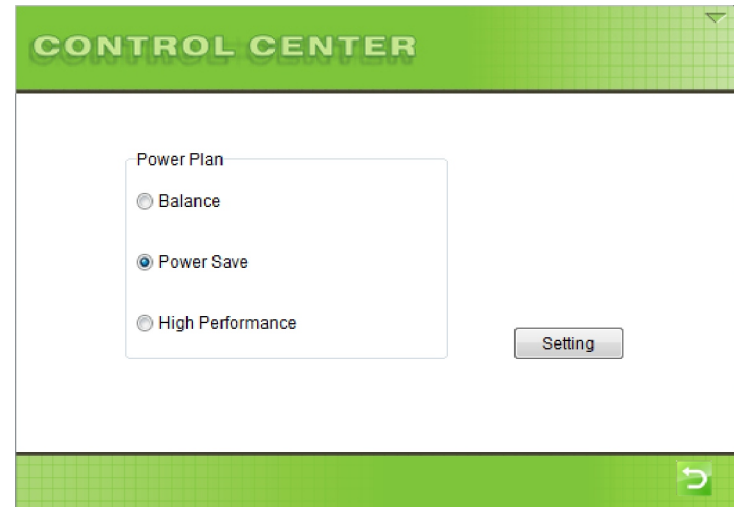 CONTROL CENTER
Power Plan
Balance
Power Save
High Performance
Setting